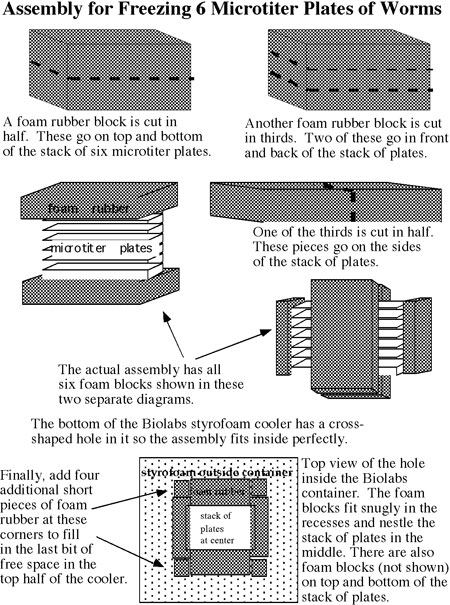 Assembly for Freezing 6 Microtiter Plates of Worms
A foam rubber block is cut in
half. These go on top and bottom
of the stack of six microtiter plates.
Another foam rubber block is cut
in thirds. Two of these go in front
and back of the stack of plates.
foam rubber
microtiter plates
One of the thirds is cut in half.
These pieces go on the sides
of the stack of plates.
The actual assembly has all
six foam blocks shown in these
two separate diagrams.
The bottom of the Biolabs styrofoam cooler has a cross-
shaped hole in it so the assembly fits inside perfectly.
Finally, add four
additional short
pieces of foam
rubber at these
corners to fill
in the last bit of
free space in the
top half of the cooler.
styrofoam outside container
foam rubber
stack of
plates
at center
Top view of the hole
inside the Biolabs
container. The foam
blocks fit snugly in the
recesses and nestle the
stack of plates in the
middle. There are also
foam blocks (not shown)
on top and bottom of the
stack of plates.